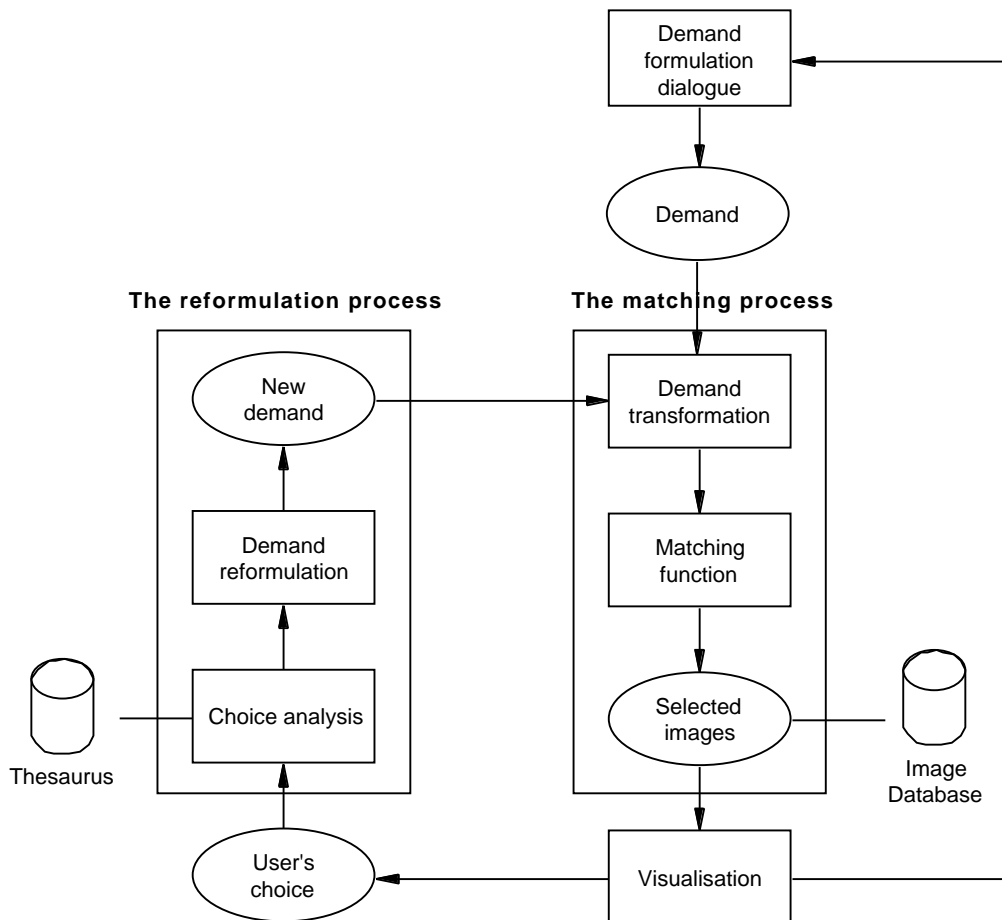 Demand
formulation
dialogue
Demand
The reformulation process
The matching process
New
demand
Demand
transformation
Demand
reformulation
Matching
function
Choice analysis
Selected
images
Thesaurus
Image
Database
User's
choice
Visualisation